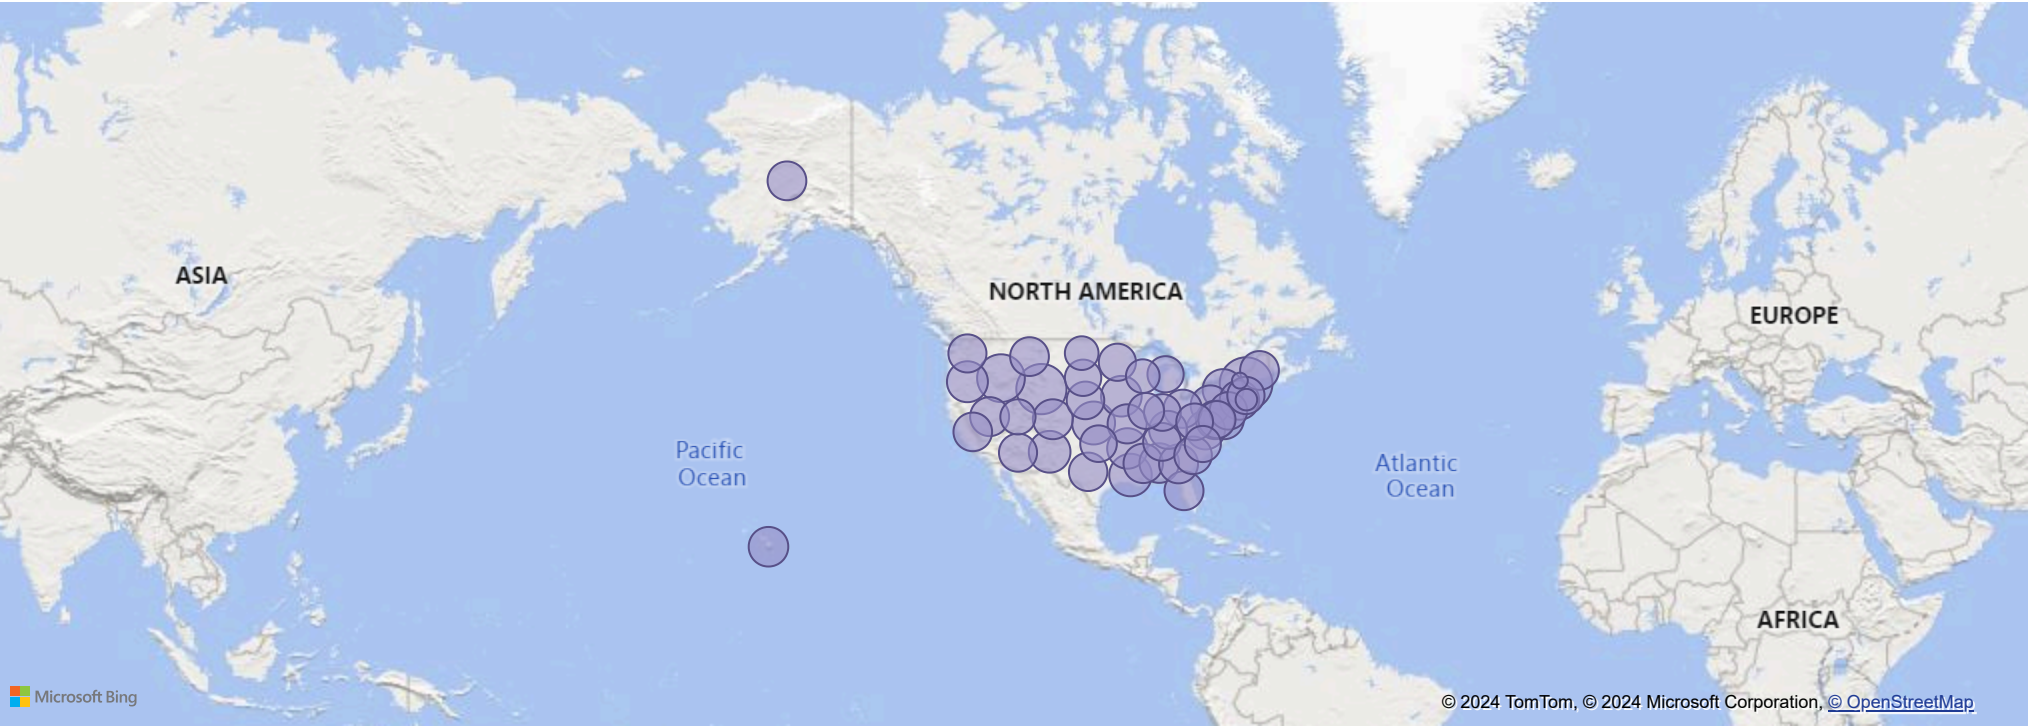 ASIA
NORTH AMERICA
EUROPE
Pacific
Ocean
Atlantic
Ocean
AFRICA
Microsoft Bing
© 2024 TomTom, © 2024 Microsoft Corporation, © OpenStreetMap